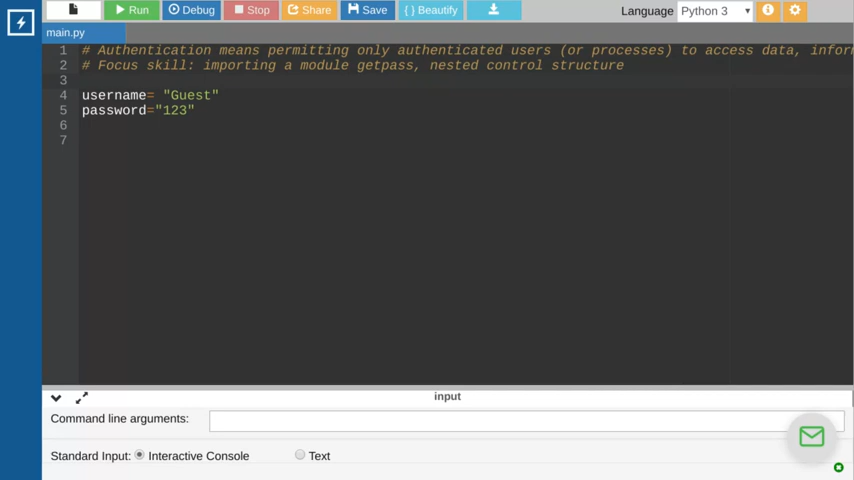 Run Debug Stop Share Save { } Beautify Language Python 3
main.py
1 # Authentication means permitting only authenticated users (or processes) to access data,
2 # Focus skill: importing a module getpass, nested control structure
3
4 username= "Guest"
5 password="123"
6
7
input
Command line arguments:
Standard Input: Interactive Console Text